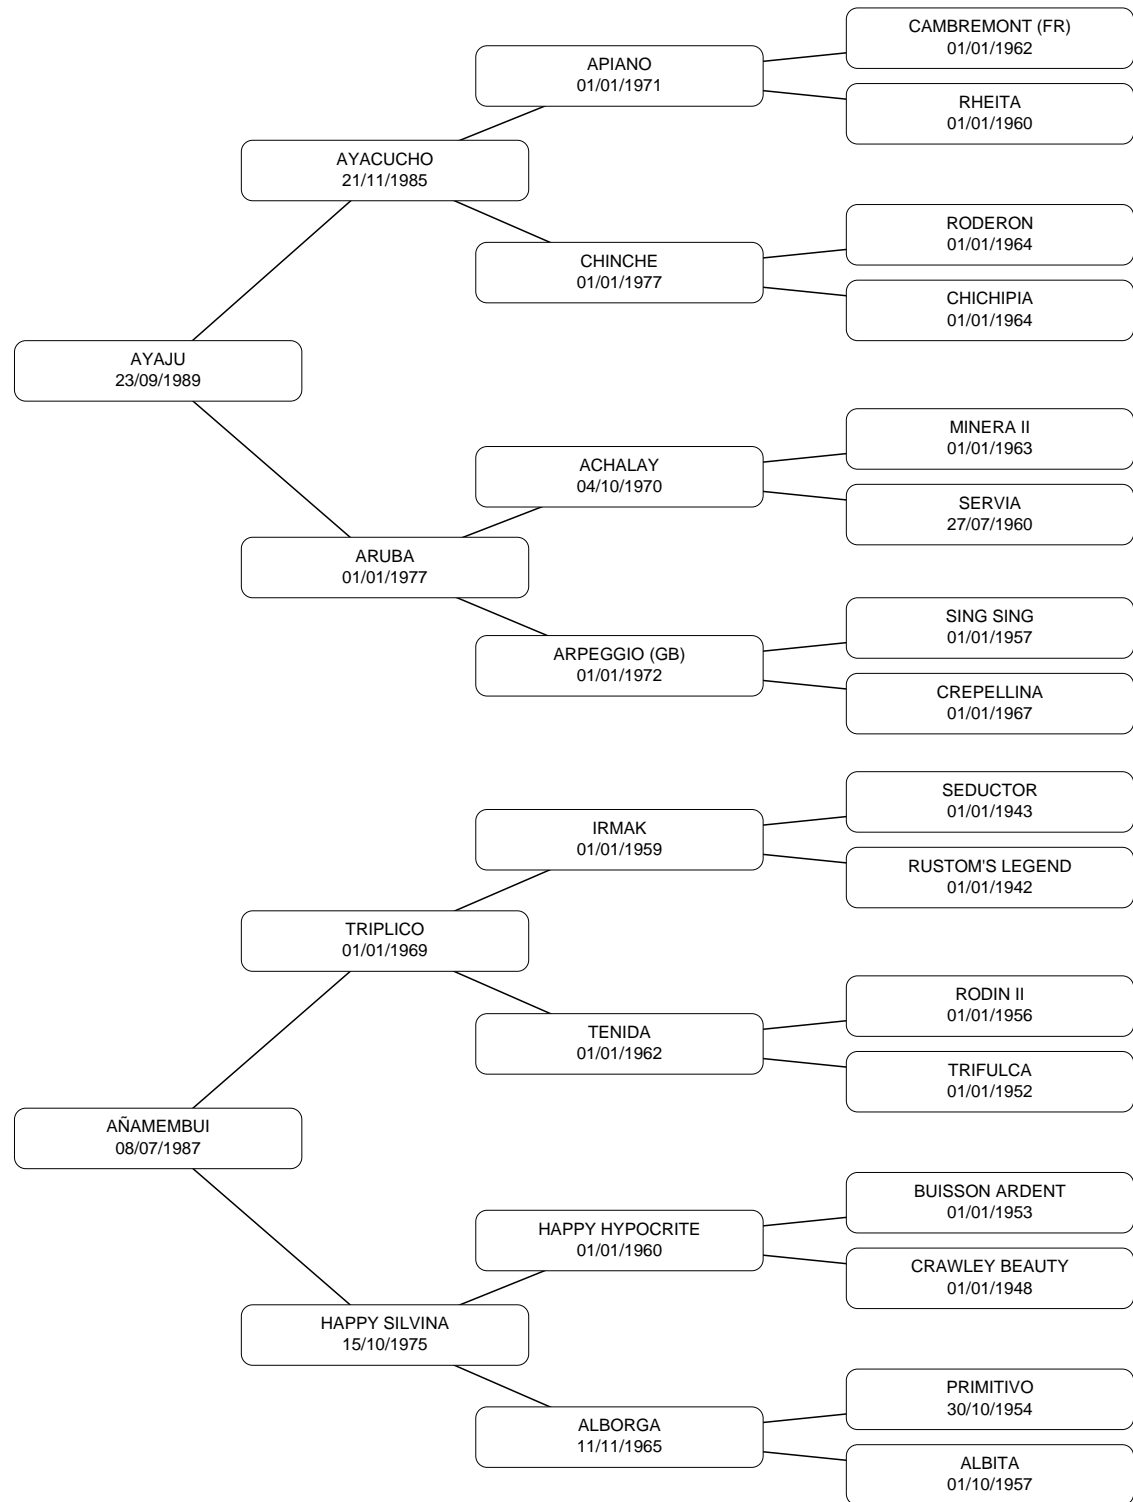 CAMBREMONT (FR)
01/01/1962
APIANO
01/01/1971
RHEITA
01/01/1960
AYACUCHO
21/11/1985
RODERON
01/01/1964
CHINCHE
01/01/1977
CHICHIPIA
01/01/1964
AYAJU
23/09/1989
MINERA II
01/01/1963
ACHALAY
04/10/1970
SERVIA
27/07/1960
ARUBA
01/01/1977
SING SING
01/01/1957
ARPEGGIO (GB)
01/01/1972
CREPELLINA
01/01/1967
SEDUCTOR
01/01/1943
IRMAK
01/01/1959
RUSTOM'S LEGEND
01/01/1942
TRIPLICO
01/01/1969
RODIN II
01/01/1956
TENIDA
01/01/1962
TRIFULCA
01/01/1952
AÑAMEMBUI
08/07/1987
BUISSON ARDENT
01/01/1953
HAPPY HYPOCRITE
01/01/1960
CRAWLEY BEAUTY
01/01/1948
HAPPY SILVINA
15/10/1975
PRIMITIVO
30/10/1954
ALBORGA
11/11/1965
ALBITA
01/10/1957